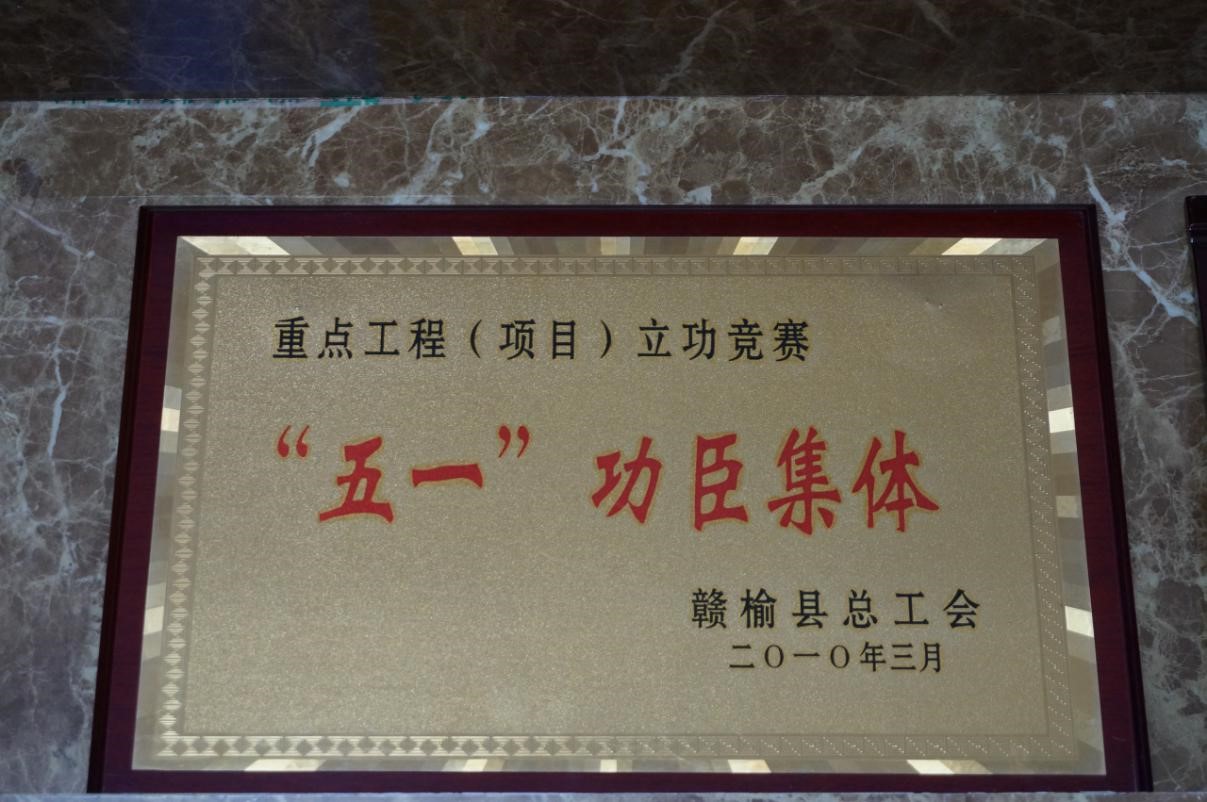 重点工程（项目）立功竞赛
“五一” 功臣集体
赣榆县总工会
二〇一〇年三月